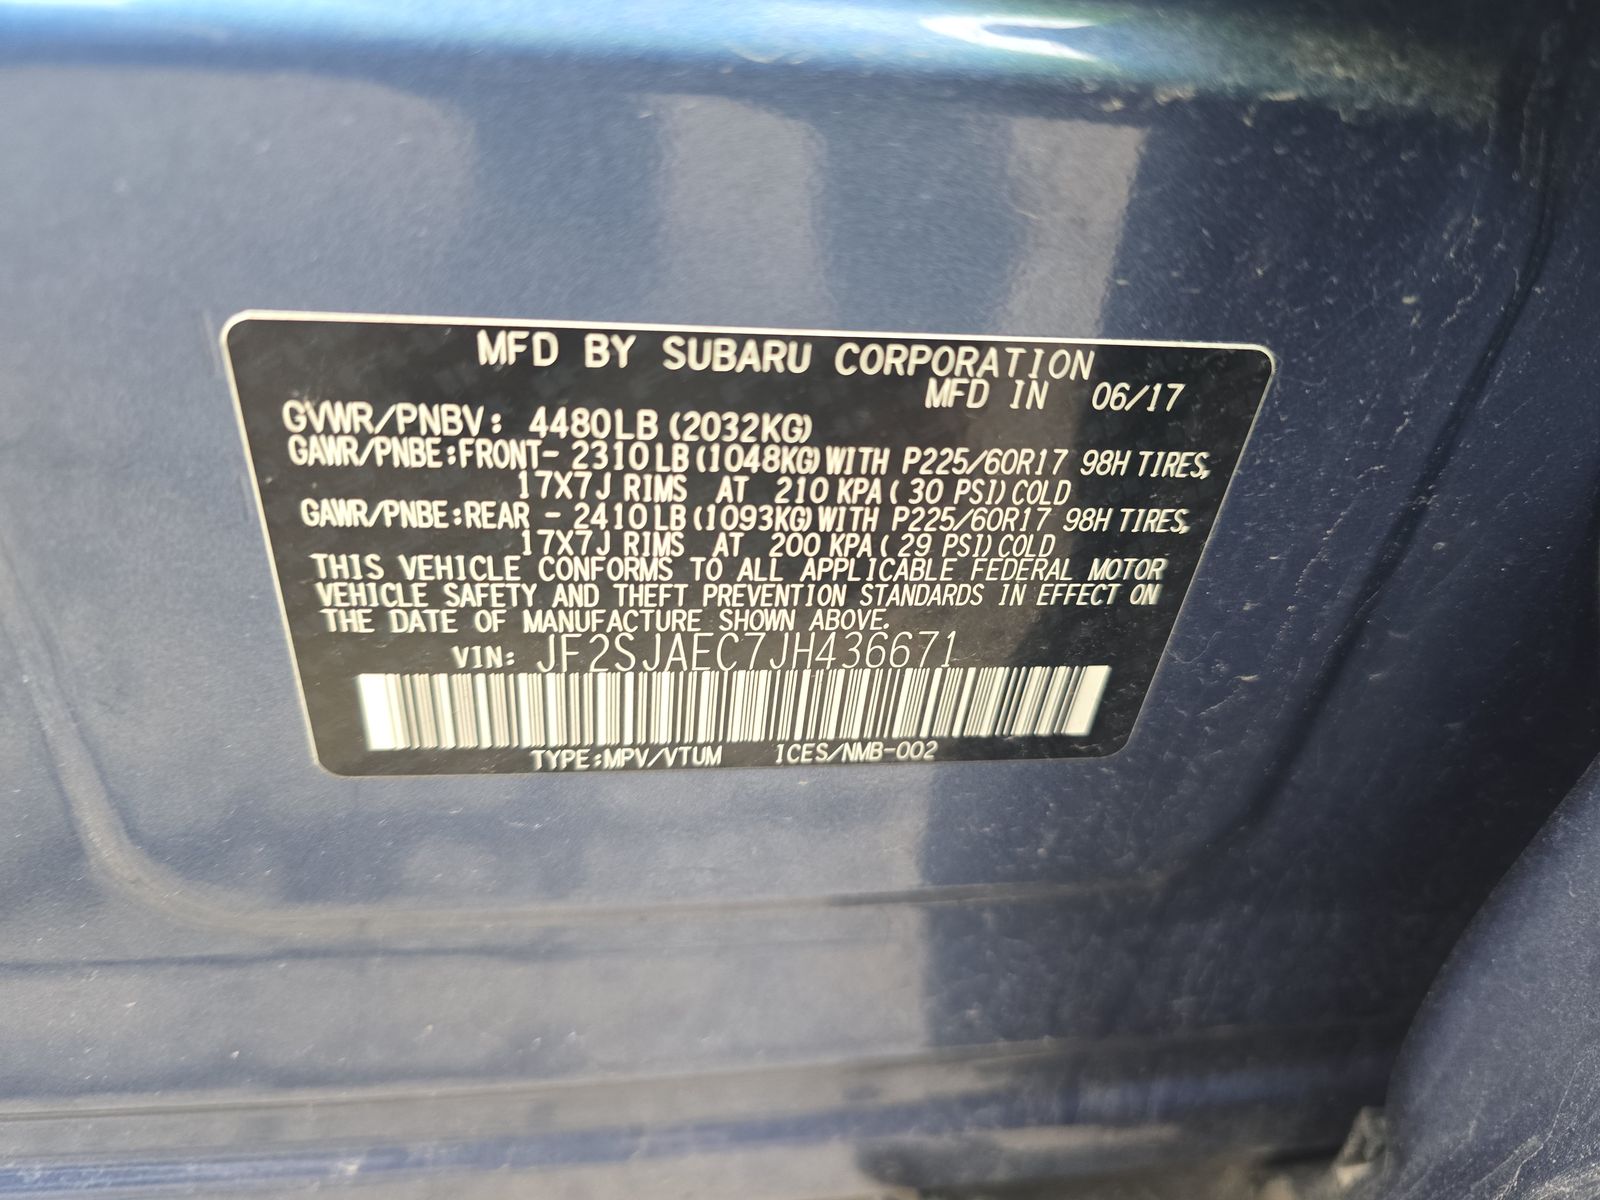 MFD BY SUBARU CORPORATION
MFD IN 06/17
GVWR/PNBV: 4480LB (2032KG)
GAWR/PNBE:FRONT- 2310LB(1048KG)WITH P225/60R17 98H TIRES,
17X7J RIMS AT 210 KPA( 30 PSI)COLD
GAWR/PNBE:REAR - 2410LB(1093KG)WITH P225/60R17 98H TIRES,
17X7J RIMS AT 200 KPA( 29 PSI)COLD
THIS VEHICLE CONFORMS TO ALL APPLICABLE FEDERAL MOTOR
VEHICLE SAFETY AND THEFT PREVENTION STANDARDS IN EFFECT ON
THE DATE OF MANUFACTURE SHOWN ABOVE.
VIN: JF2SJAEC7JH436671
TYPE:MPV/VTUM ICES/NMB-002